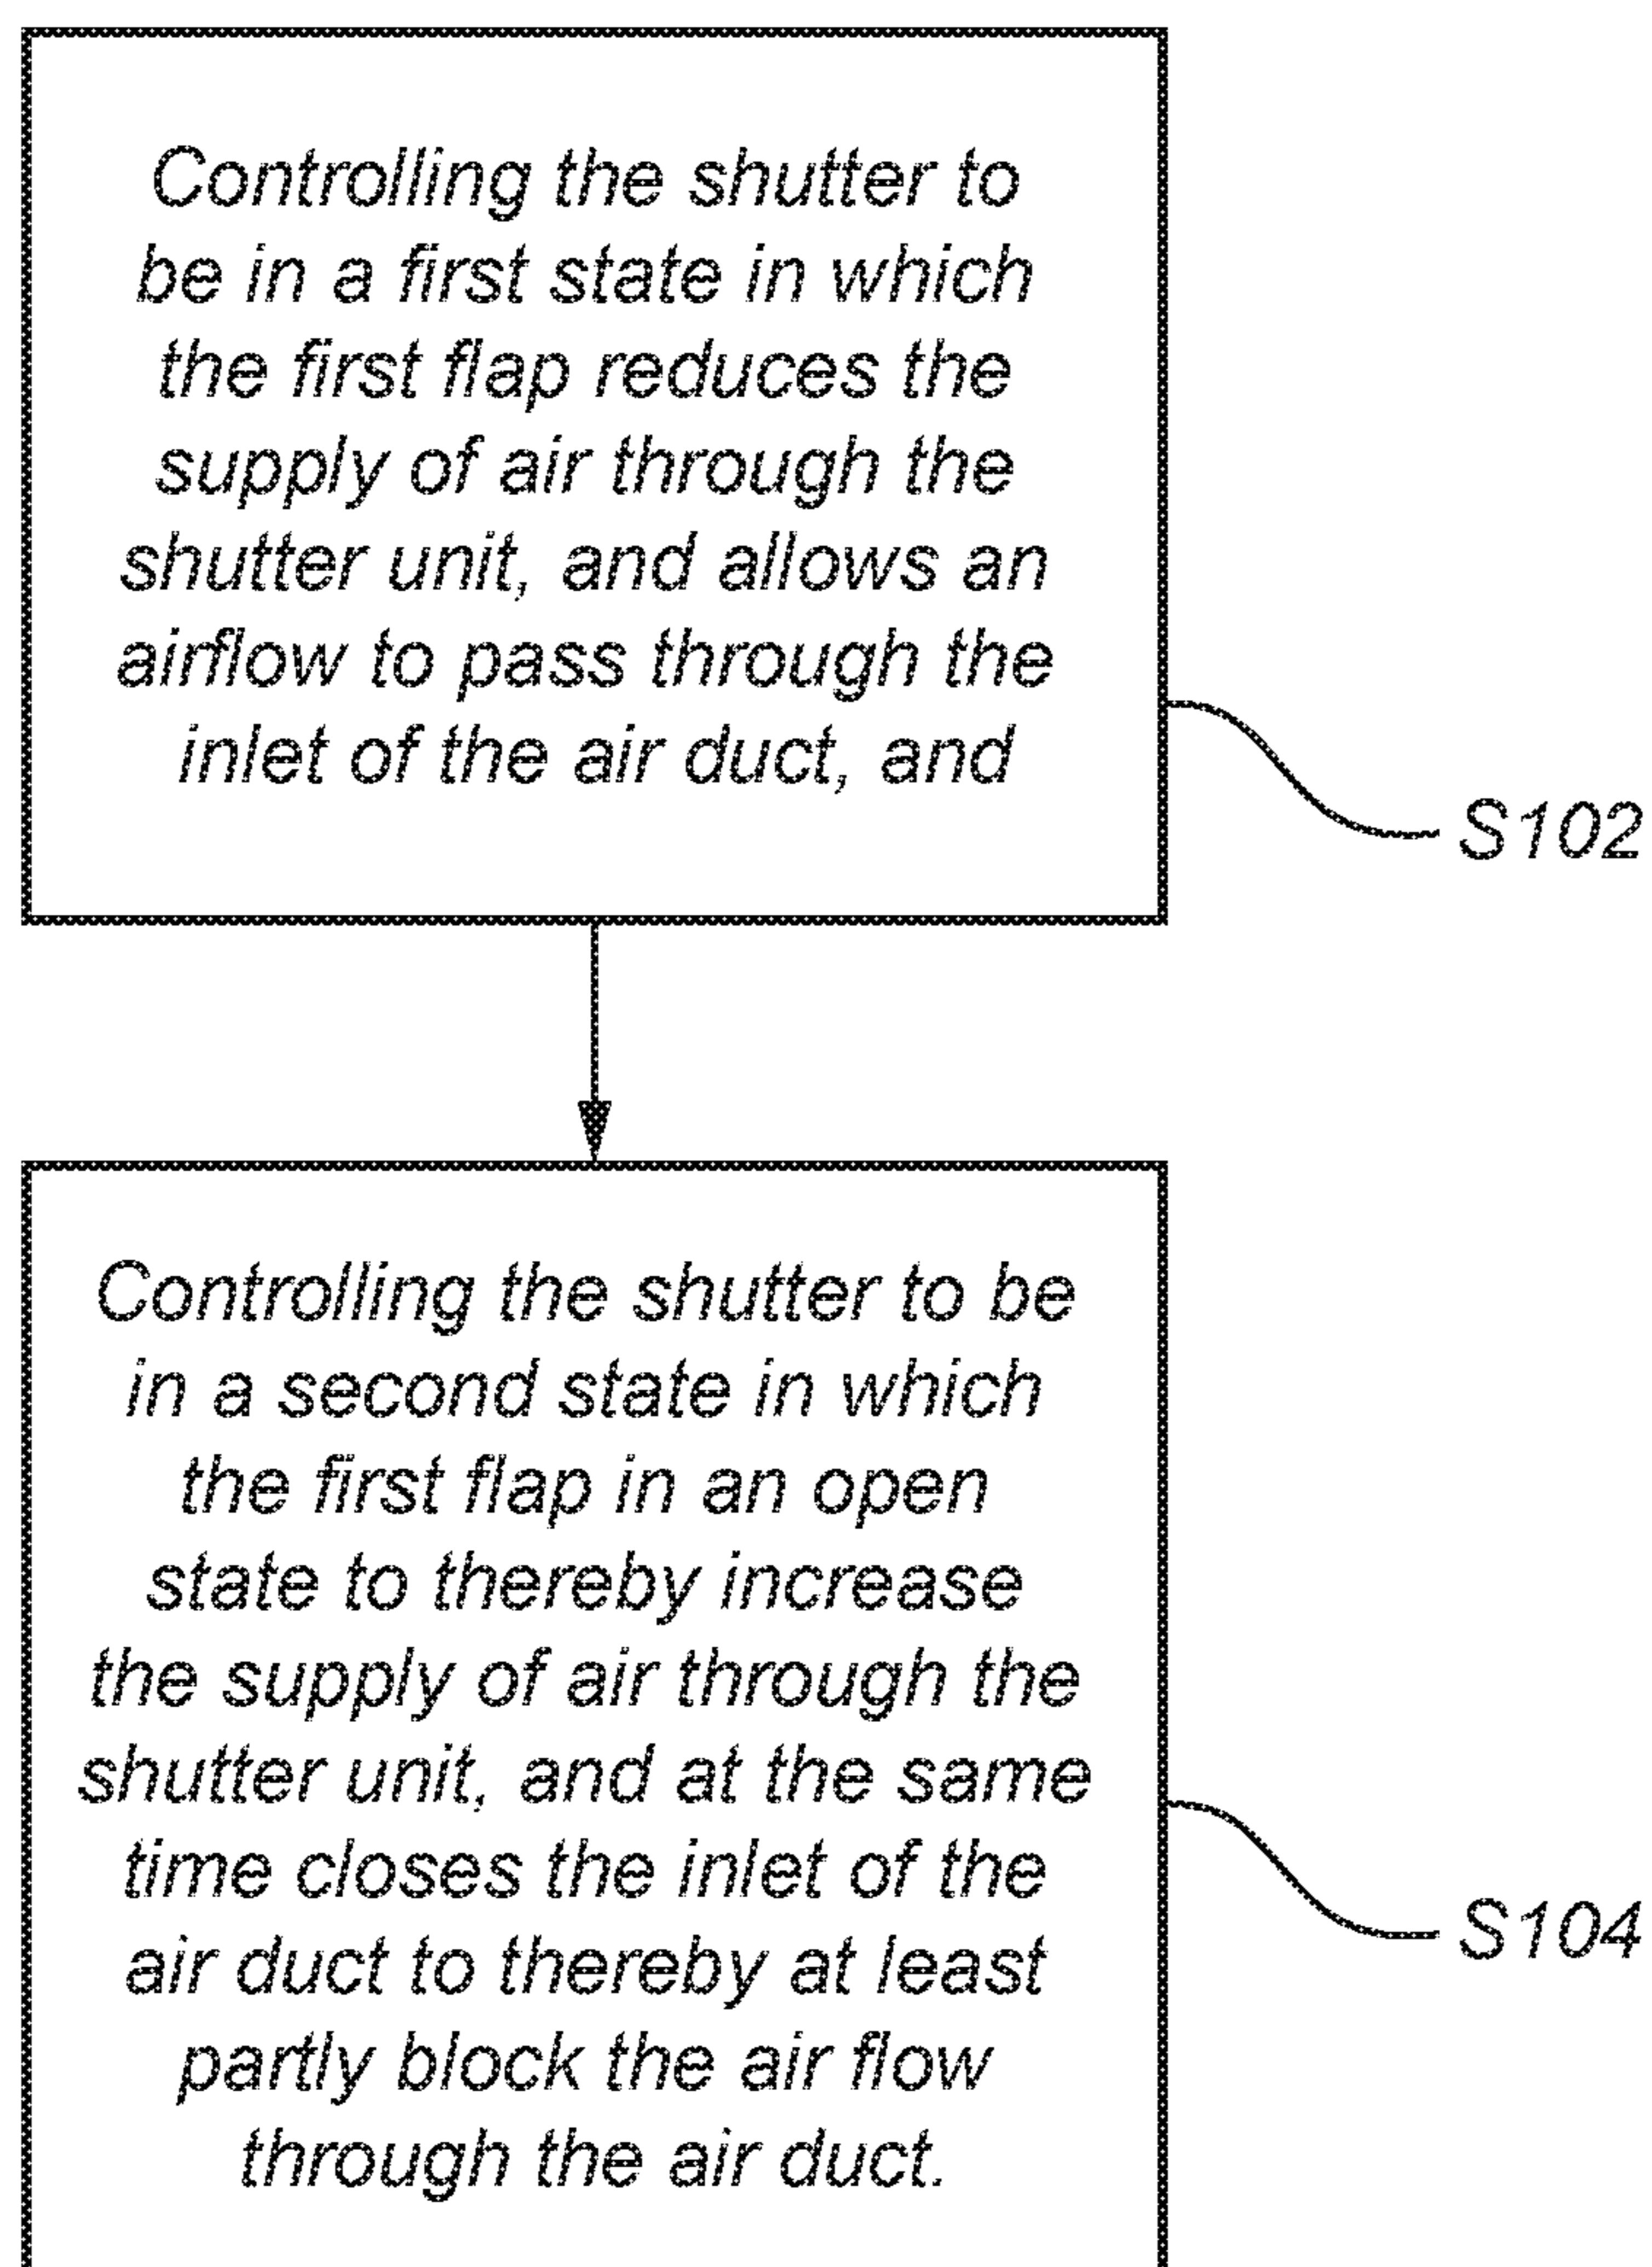 Controlling the shutter to
be in a first state in which
the first flap reduces the
supply of air through the
shutter unit, and allows an
airflow to pass through the
inlet of the air duct, and
S102
Controlling the shutter to be
in a second state in which
the first flap in an open
state to thereby increase
the supply of air through the
shutter unit, and at the same
time closes the inlet of the
air duct to thereby at least
partly block the air flow
through the air duct.
S104